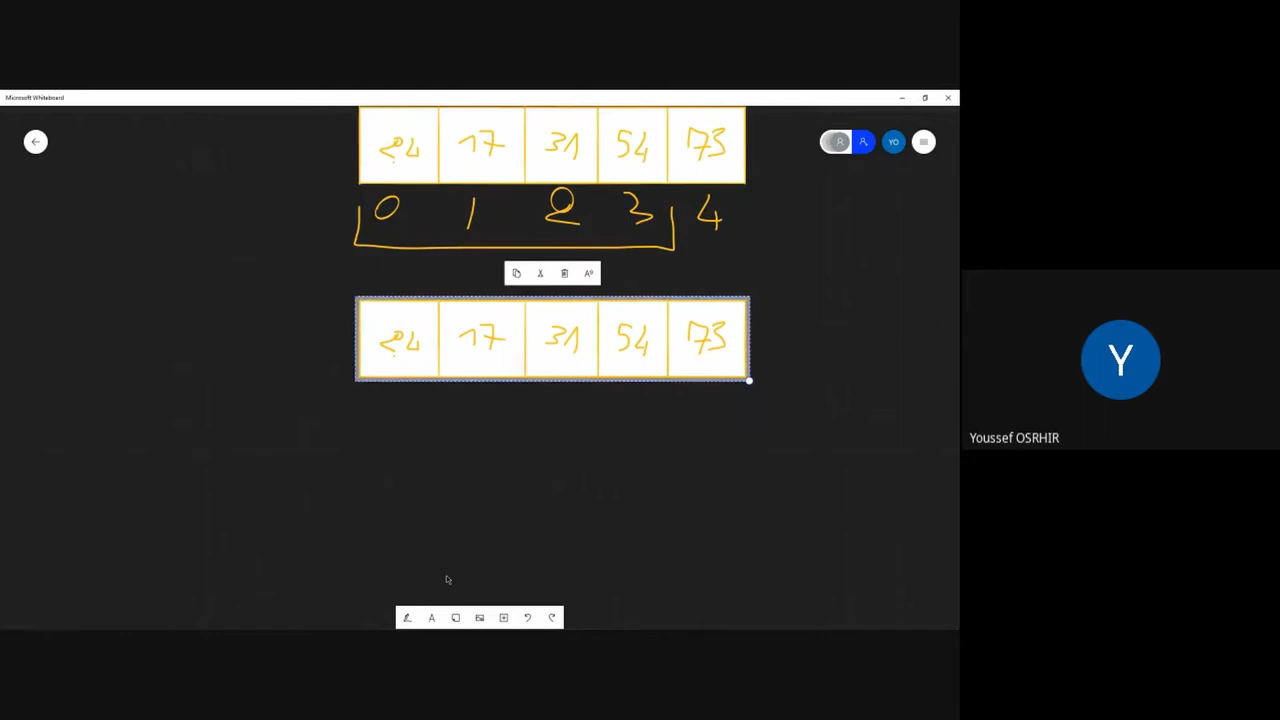 Microsoft Whiteboard
24 17 31 54 73
YO
0 1 2 3 4
24 17 31 54 73
Y
Youssef OSRHIR